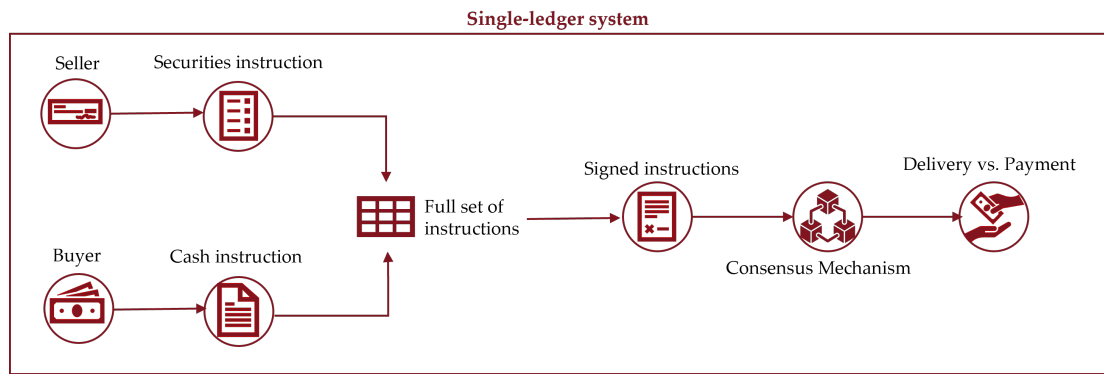 Single-ledger system
Seller
Securities instruction
Buyer
Cash instruction
Full set of
instructions
Signed instructions
Consensus Mechanism
Delivery vs. Payment